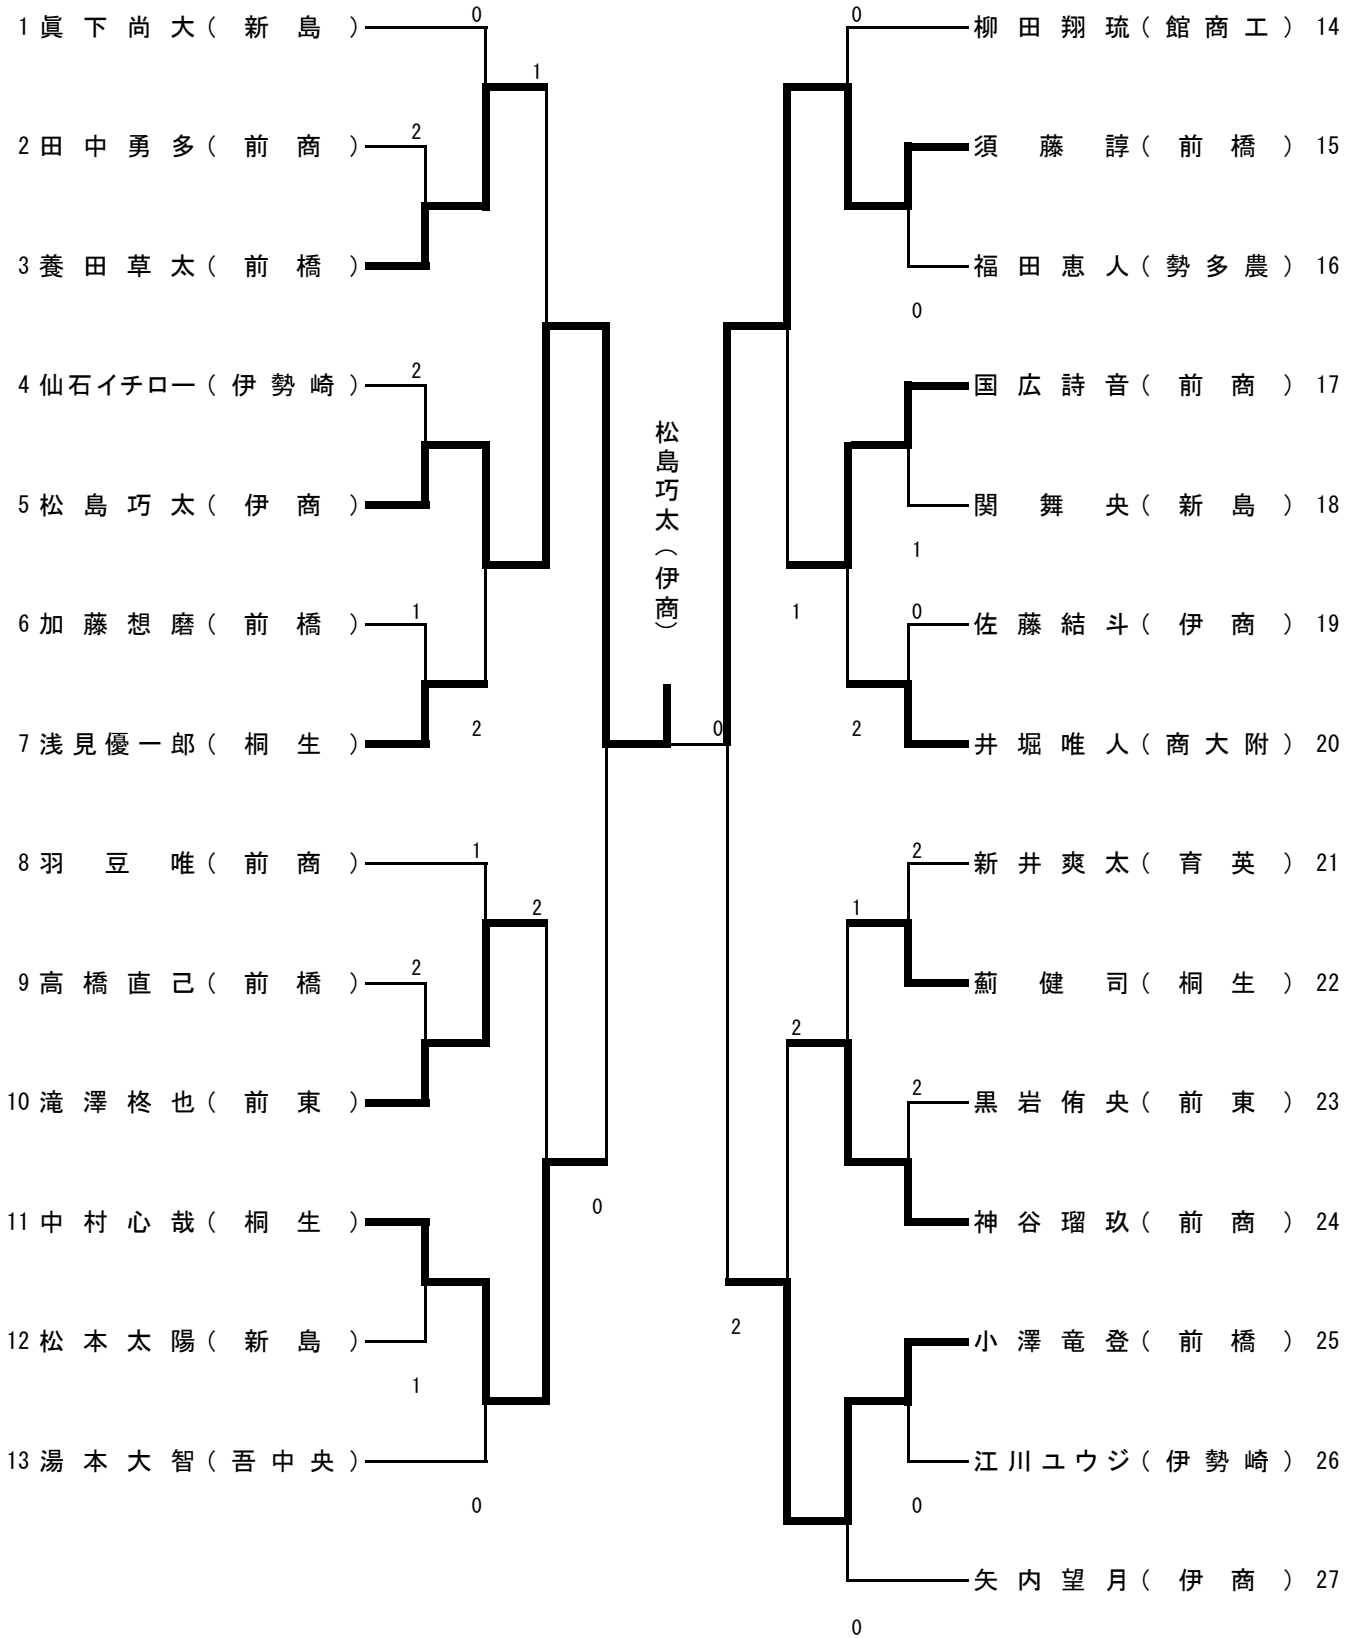 1 眞下尚大（新島）
0
1
2 田中勇多（前商）
2
3 養田草太（前橋）
4 仙石イチロー（伊勢崎）
2
5 松島巧太（伊商）
6 加藤想磨（前橋）
1
7 浅見優一郎（桐生）
2
8 羽豆唯（前商）
1
2
9 高橋直己（前橋）
2
10 滝澤柊也（前東）
11 中村心哉（桐生）
0
12 松本太陽（新島）
1
13 湯本大智（吾中央）
0
松島巧太（伊商）
0
0
柳田翔琉（館商工） 14
須藤諄（前橋） 15
福田恵人（勢多農） 16
0
国広詩音（前商） 17
関舞央（新島） 18
1
1
0
佐藤結斗（伊商） 19
2
井堀唯人（商大附） 20
2
新井爽太（育英） 21
1
薊健司（桐生） 22
2
2
黒岩侑央（前東） 23
神谷瑠玖（前商） 24
2
小澤竜登（前橋） 25
江川ユウジ（伊勢崎） 26
0
矢内望月（伊商） 27
0